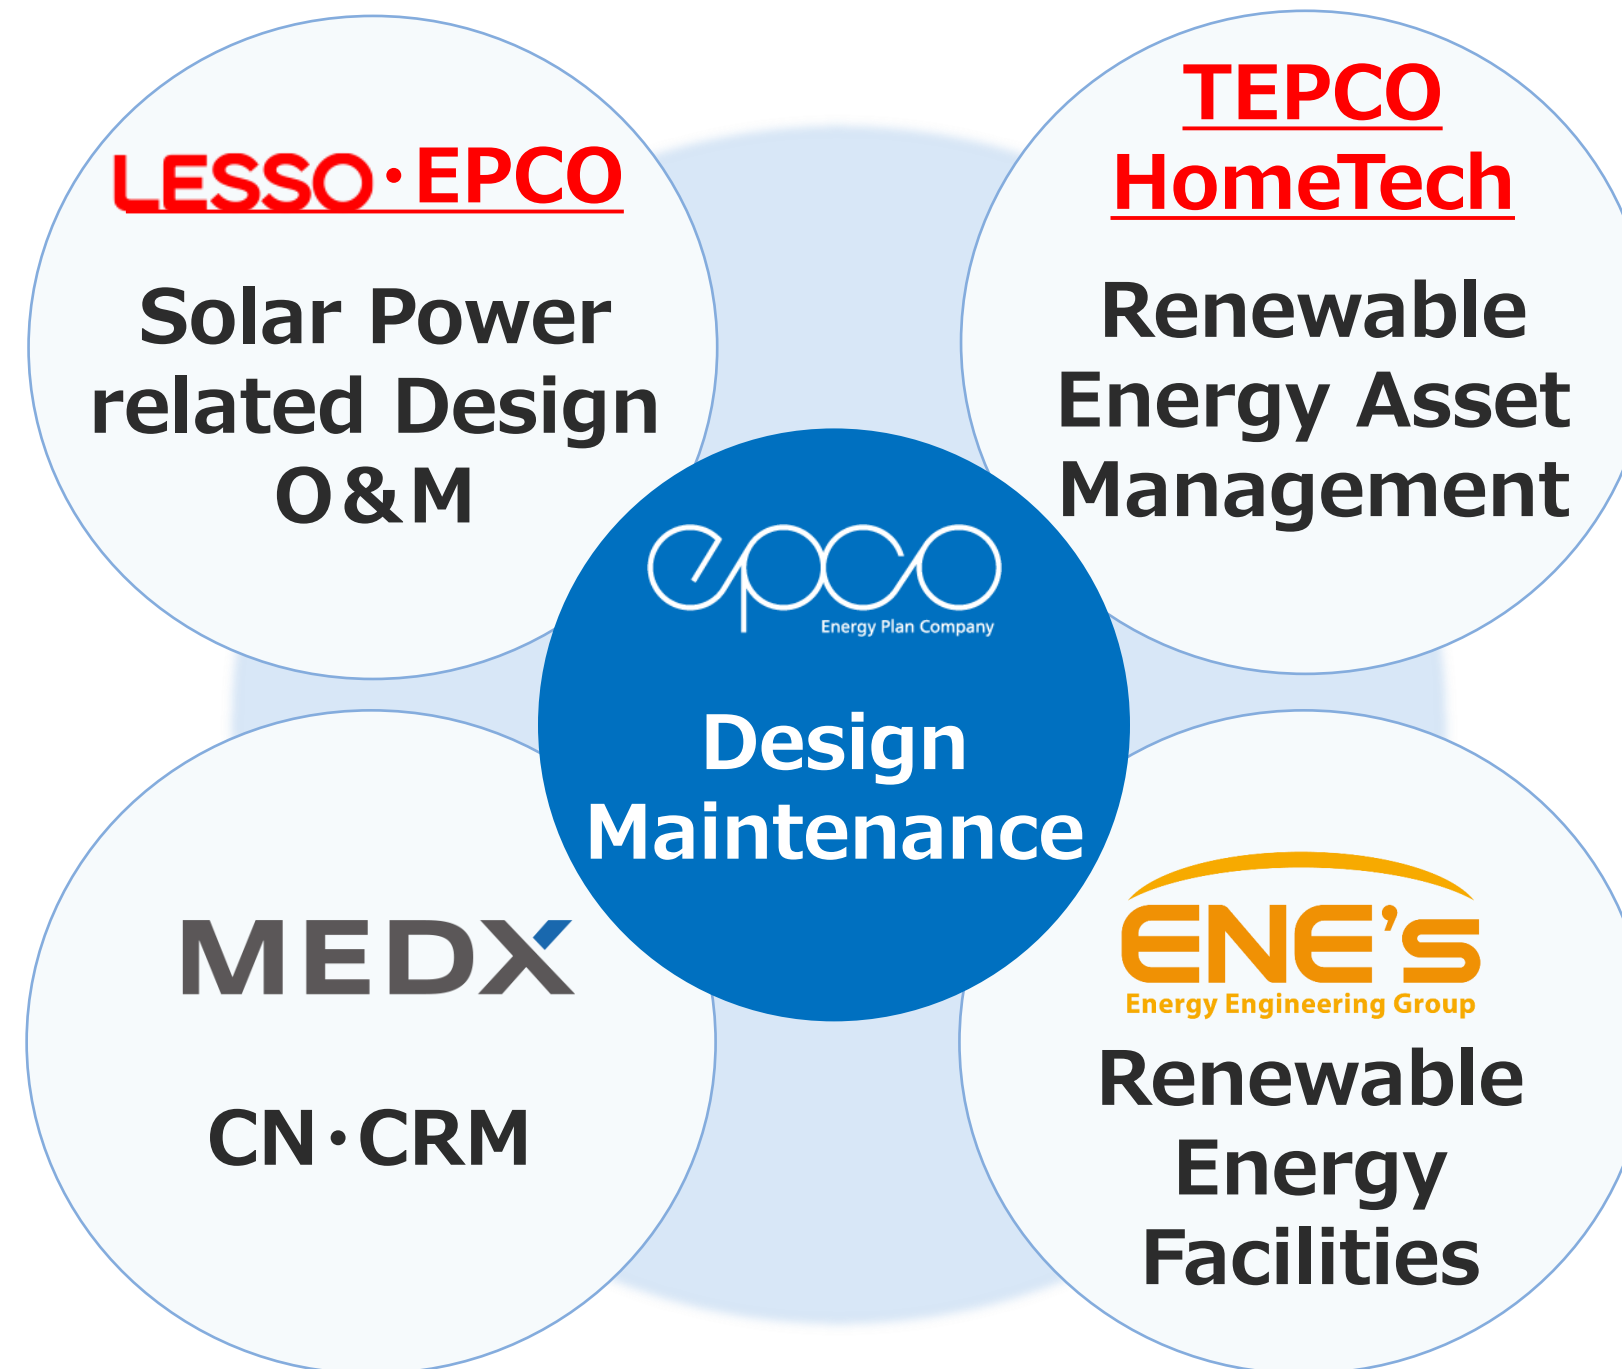 LESSO・EPCO
Solar Power
related Design
O&M
TEPCO
HomeTech
Renewable
Energy Asset
Management
epco
Energy Plan Company
Design
Maintenance
MEDX
CN・CRM
ENE's
Energy Engineering Group
Renewable
Energy
Facilities